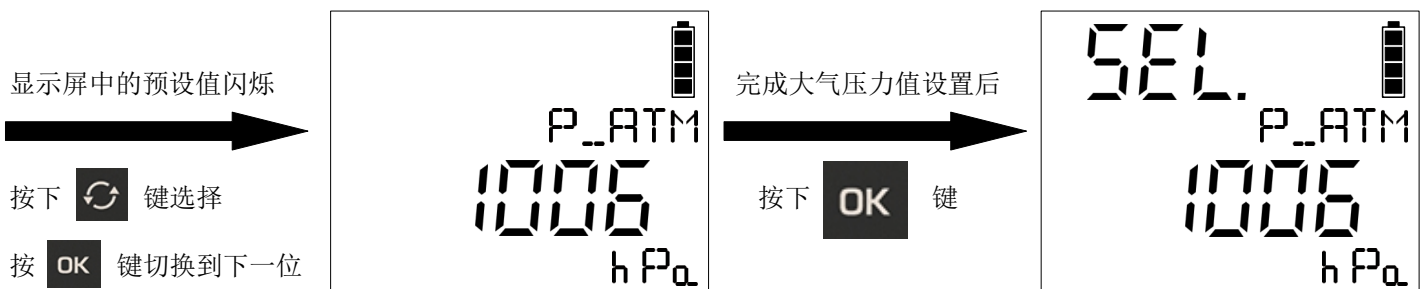 显示屏中的预设值闪烁
按下 键选择
按 OK 键切换到下一位
P_ATM
1006
hPa
完成大气压力值设置后
按下 OK 键
SEL.
P_ATM
1006
hPa